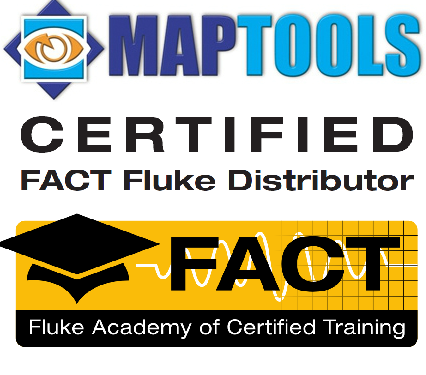 MAPTOOLS
CERTIFIED
FACT Fluke Distributor
FACT
Fluke Academy of Certified Training